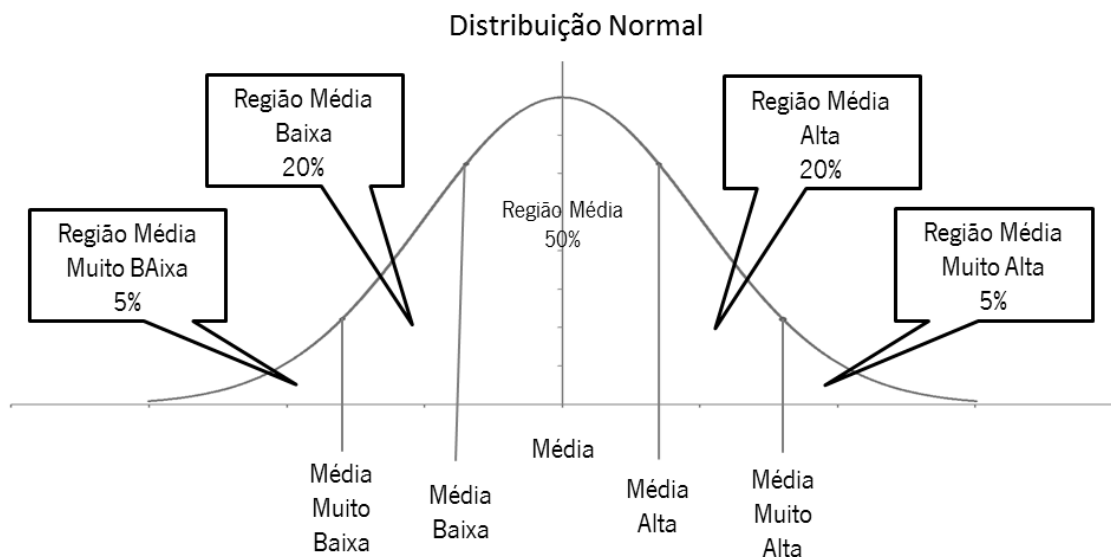 Distribuição Normal
Região Média
Baixa
20%
Região Média
Alta
20%
Região Média
50%
Região Média
Muito BAixa
5%
Região Média
Muito Alta
5%
Média
Muito
Baixa
Média
Baixa
Média
Média
Alta
Média
Muito
Alta